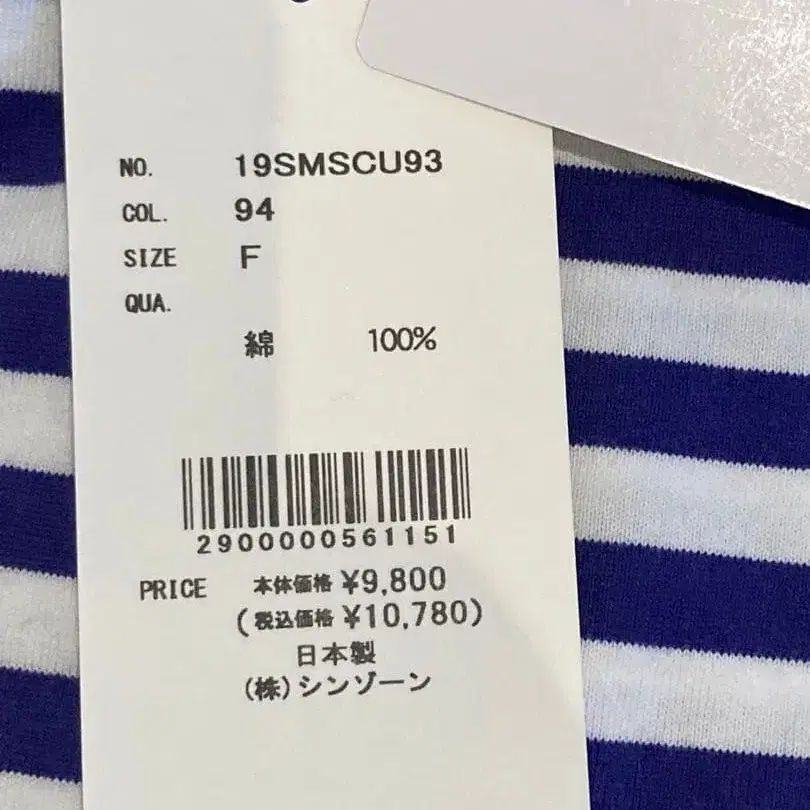 NO. 19SMSCU93
COL. 94
SIZE F
QUA.
綿 100%
2900000561151
PRICE 本体価格 ¥9,800
(税込価格 ¥10,780)
日本製
(株)シンゾーン